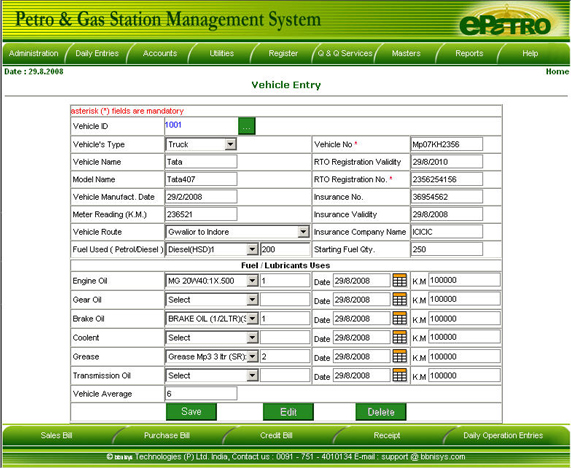 Petro & Gas Station Management System
ePetro
Administration Daily Entries Accounts Utilities Register Q & Q Services Masters Reports Help
Date : 29.8.2008 Home
Vehicle Entry
asterisk (*) fields are mandatory
Vehicle ID 1001 ...
Vehicle's Type Truck Vehicle No * Mp07KH2356
Vehicle Name Tata RTO Registration Validity 29/8/2010
Model Name Tata407 RTO Registration No. * 2356254156
Vehicle Manufact. Date 29/2/2008 Insurance No. 36954562
Meter Reading (K.M.) 236521 Insurance Validity 29/8/2008
Vehicle Route Gwalior to Indore Insurance Company Name ICICIC
Fuel Used ( Petrol/Diesel ) Diesel(HSD)1 200 Starting Fuel Qty. 250
Fuel / Lubricants Uses
Engine Oil MG 20W40:1X.500 1 Date 29/8/2008 K.M 100000
Gear Oil Select Date 29/8/2008 K.M 100000
Brake Oil BRAKE OIL (1/2LTR)(S 1 Date 29/8/2008 K.M 100000
Coolent Select Date 29/8/2008 K.M 100000
Grease Grease Mp3 3 ltr (SR): 2 Date 29/8/2008 K.M 100000
Transmission Oil Select Date 29/8/2008 K.M 100000
Vehicle Average 6
Save Edit Delete
Sales Bill Purchase Bill Credit Bill Receipt Daily Operation Entries
© bbnisys Technologies (P) Ltd. India, Contact us : 0091 - 751 - 4010134 E-mail : support @ bbnisys.com